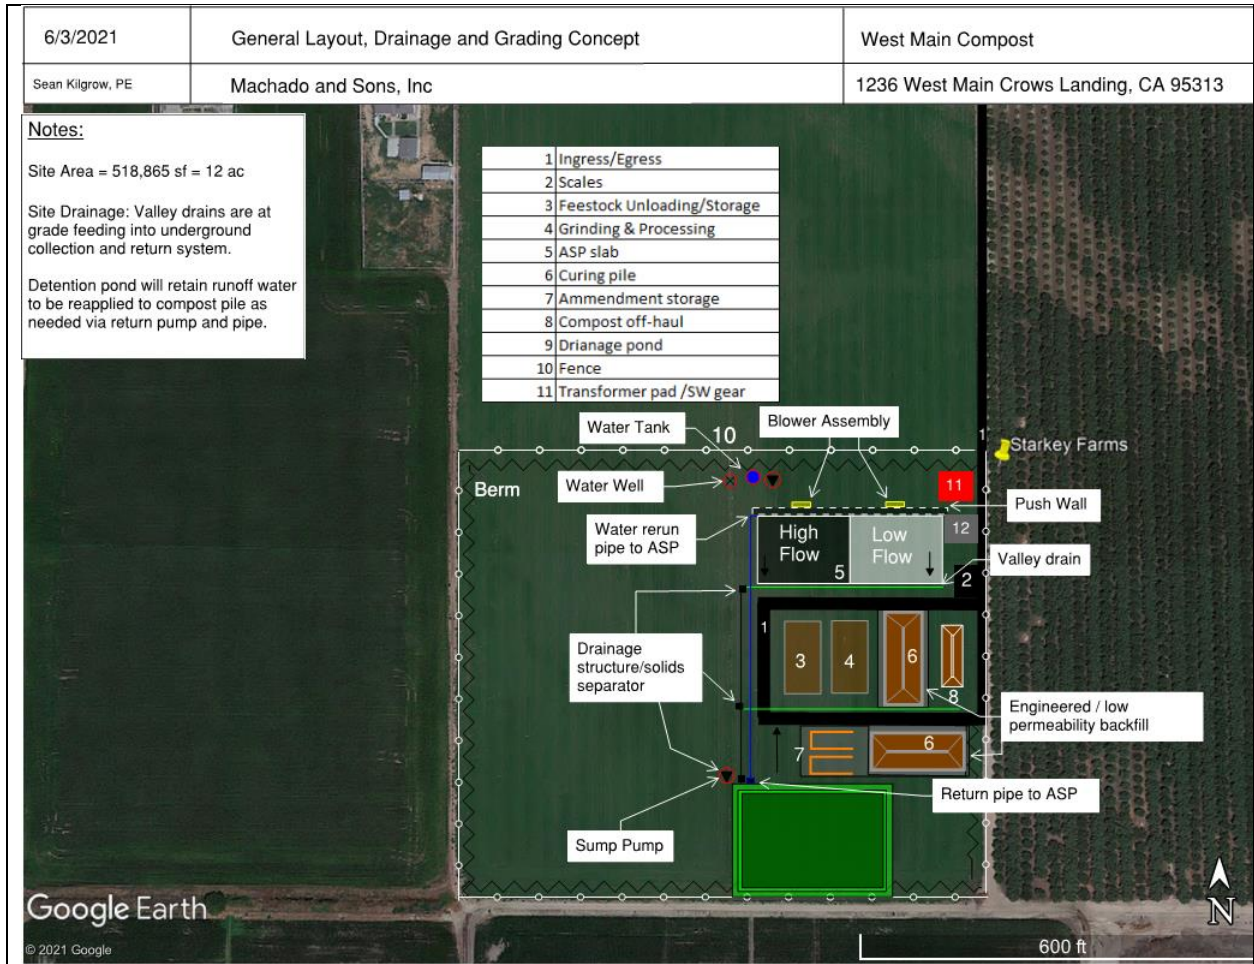 6/3/2021
General Layout, Drainage and Grading Concept
West Main Compost
Sean Kilgrow, PE
Machado and Sons, Inc
1236 West Main Crows Landing, CA 95313
Notes:
Site Area = 518,865 sf = 12 ac
Site Drainage: Valley drains are at
grade feeding into underground
collection and return system.
Detention pond will retain runoff water
to be reapplied to compost pile as
needed via return pump and pipe.
1 Ingress/Egress
2 Scales
3 Feestock Unloading/Storage
4 Grinding & Processing
5 ASP slab
6 Curing pile
7 Ammendment storage
8 Compost off-haul
9 Drianage pond
10 Fence
11 Transformer pad /SW gear
Water Tank
10
Blower Assembly
1
Starkey Farms
Berm
Water Well
11
Push Wall
Water rerun
pipe to ASP
High
Flow
Low
Flow
12
5
Valley drain
2
1
Drainage
structure/solids
separator
3
4
6
8
Engineered / low
permeability backfill
7
6
Return pipe to ASP
Sump Pump
Google Earth
© 2021 Google
600 ft
N